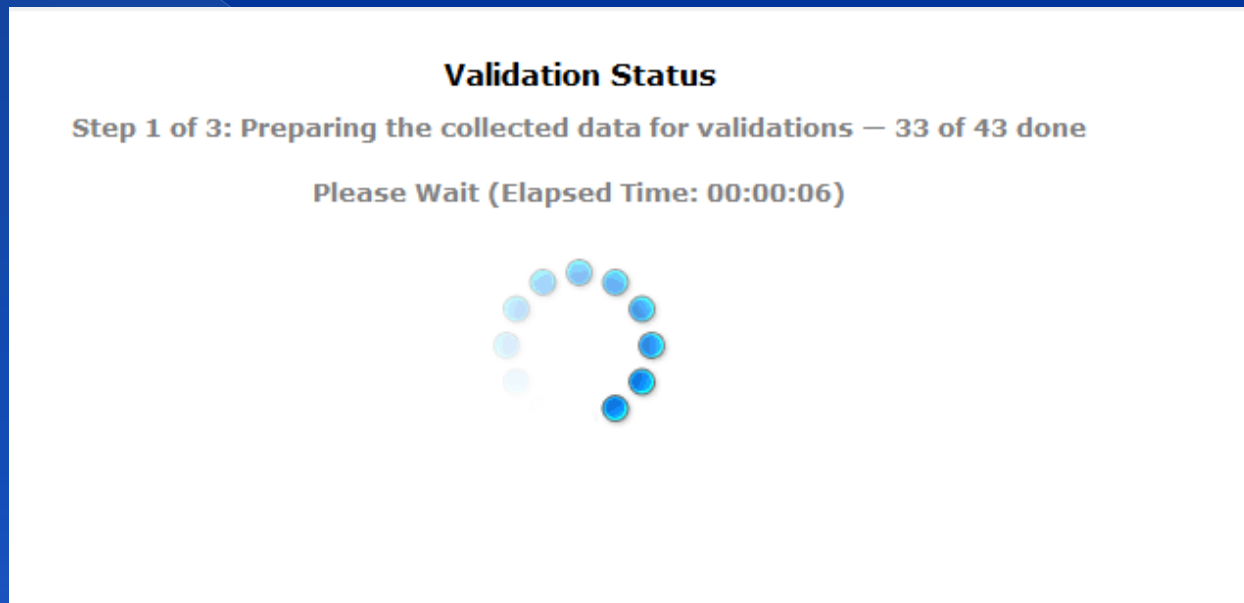 Validation Status
Step 1 of 3: Preparing the collected data for validations — 33 of 43 done
Please Wait (Elapsed Time: 00:00:06)